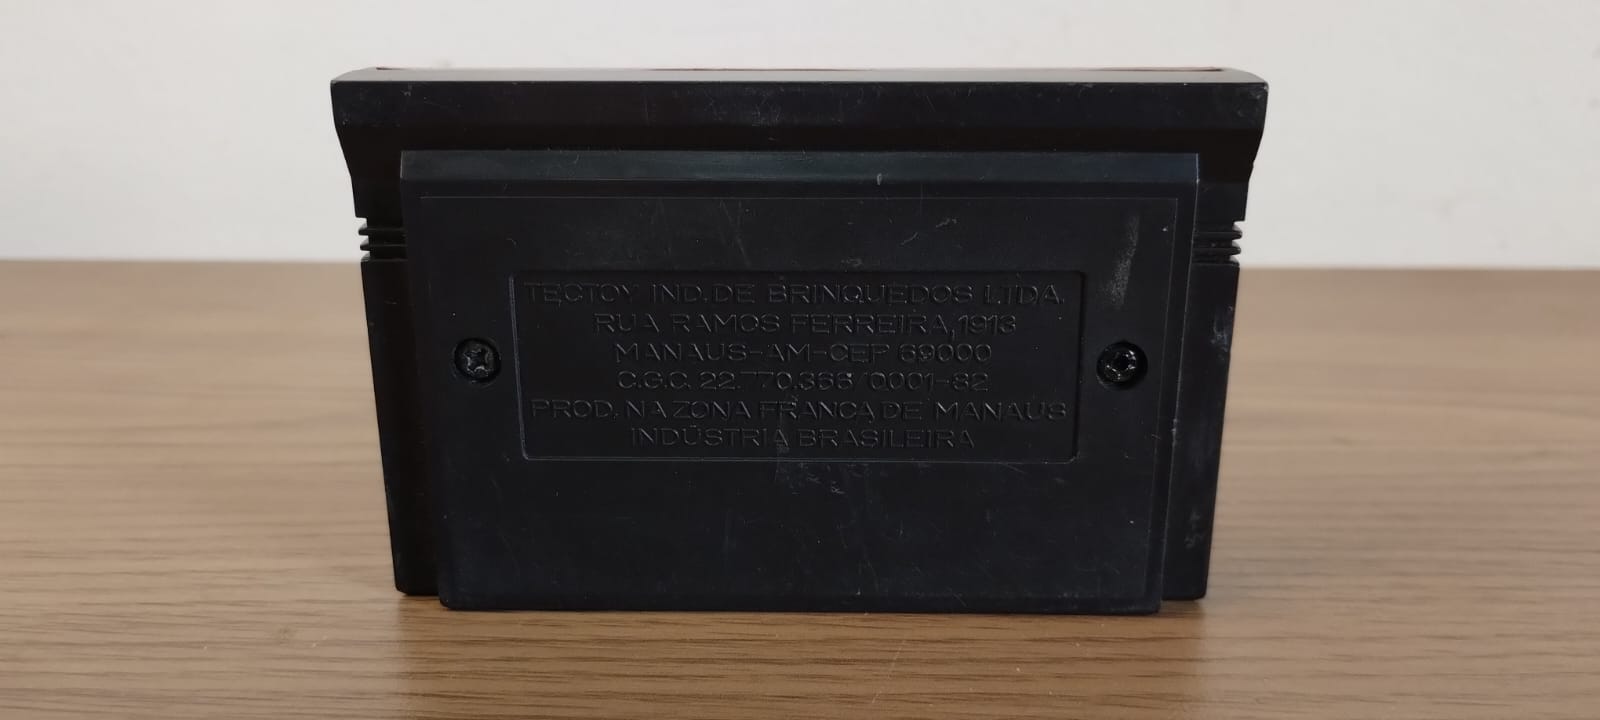 TECTOY IND. DE BRINQUEDOS LTDA.
RUA RAMOS FERREIRA, 1913
MANAUS-AM-CEP 69000
C.G.C. 22.770.366/0001-82
PROD. NA ZONA FRANCA DE MANAUS
INDÚSTRIA BRASILEIRA